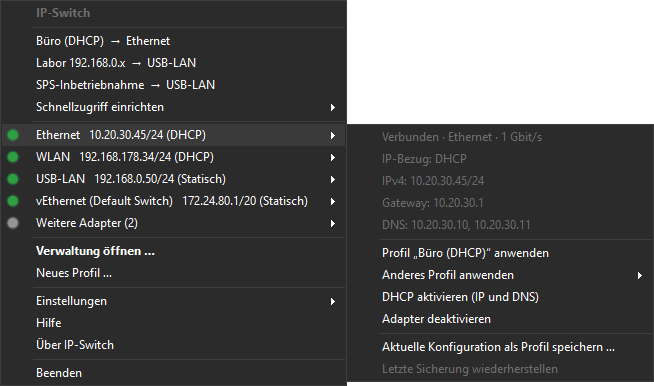 IP-Switch
Büro (DHCP) → Ethernet
Labor 192.168.0.x → USB-LAN
SPS-Inbetriebnahme → USB-LAN
Schnellzugriff einrichten
Ethernet 10.20.30.45/24 (DHCP)
WLAN 192.168.178.34/24 (DHCP)
USB-LAN 192.168.0.50/24 (Statisch)
vEthernet (Default Switch) 172.24.80.1/20 (Statisch)
Weitere Adapter (2)
Verwaltung öffnen ...
Neues Profil ...
Einstellungen
Hilfe
Über IP-Switch
Beenden
Verbunden · Ethernet · 1 Gbit/s
IP-Bezug: DHCP
IPv4: 10.20.30.45/24
Gateway: 10.20.30.1
DNS: 10.20.30.10, 10.20.30.11
Profil „Büro (DHCP)“ anwenden
Anderes Profil anwenden
DHCP aktivieren (IP und DNS)
Adapter deaktivieren
Aktuelle Konfiguration als Profil speichern ...
Letzte Sicherung wiederherstellen